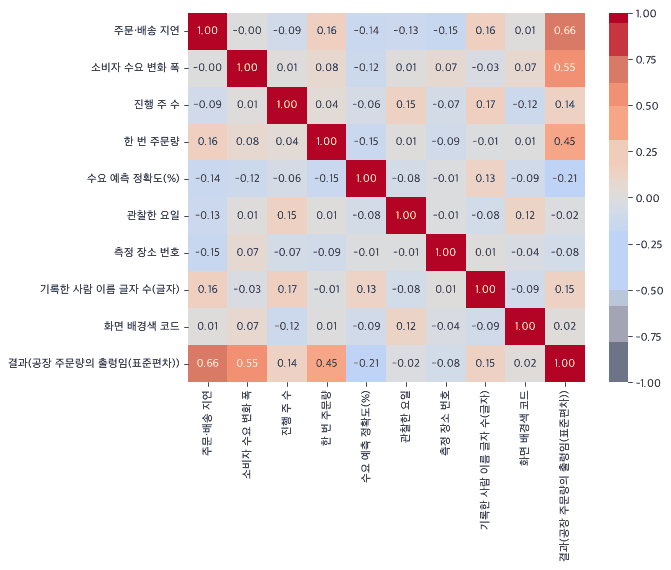 주문·배송 지연 1.00 -0.00 -0.09 0.16 -0.14 -0.13 -0.15 0.16 0.01 0.66
소비자 수요 변화 폭 -0.00 1.00 0.01 0.08 -0.12 0.01 0.07 -0.03 0.07 0.55
진행 주 수 -0.09 0.01 1.00 0.04 -0.06 0.15 -0.07 0.17 -0.12 0.14
한 번 주문량 0.16 0.08 0.04 1.00 -0.15 0.01 -0.09 -0.01 0.01 0.45
수요 예측 정확도(%) -0.14 -0.12 -0.06 -0.15 1.00 -0.08 -0.01 0.13 -0.09 -0.21
관찰한 요일 -0.13 0.01 0.15 0.01 -0.08 1.00 -0.01 -0.08 0.12 -0.02
측정 장소 번호 -0.15 0.07 -0.07 -0.09 -0.01 -0.01 1.00 0.01 -0.04 -0.08
기록한 사람 이름 글자 수(글자) 0.16 -0.03 0.17 -0.01 0.13 -0.08 0.01 1.00 -0.09 0.15
화면 배경색 코드 0.01 0.07 -0.12 0.01 -0.09 0.12 -0.04 -0.09 1.00 0.02
결과(공장 주문량의 출렁임(표준편차)) 0.66 0.55 0.14 0.45 -0.21 -0.02 -0.08 0.15 0.02 1.00
주문·배송 지연
소비자 수요 변화 폭
진행 주 수
한 번 주문량
수요 예측 정확도(%)
관찰한 요일
측정 장소 번호
기록한 사람 이름 글자 수(글자)
화면 배경색 코드
결과(공장 주문량의 출렁임(표준편차))
1.00
0.75
0.50
0.25
0.00
-0.25
-0.50
-0.75
-1.00